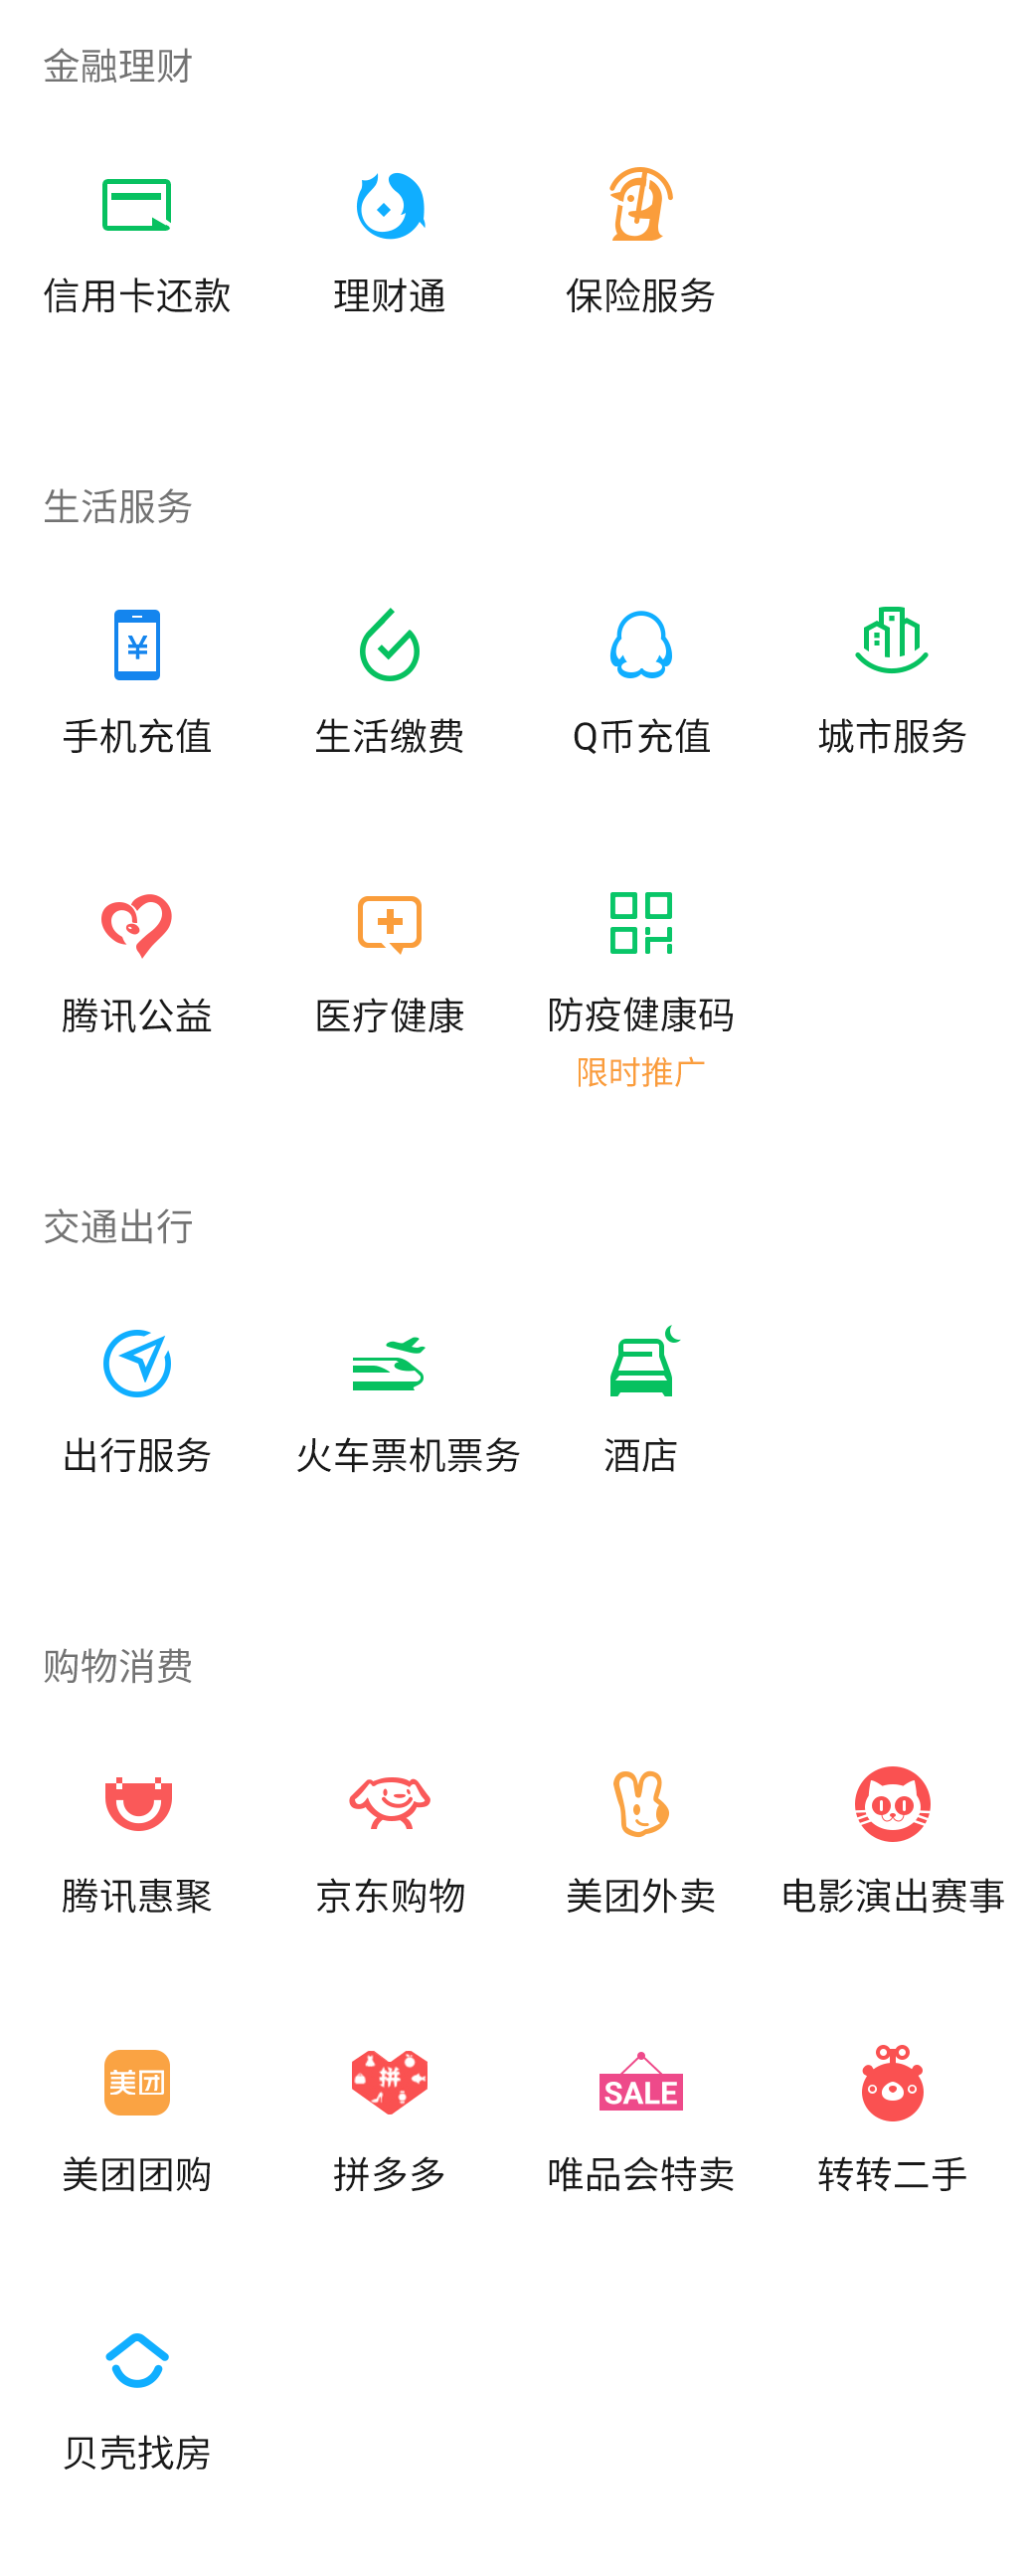 金融理财
信用卡还款 理财通 保险服务
生活服务
手机充值 生活缴费 Q币充值 城市服务
腾讯公益 医疗健康 防疫健康码
限时推广
交通出行
出行服务 火车票机票务 酒店
购物消费
腾讯惠聚 京东购物 美团外卖 电影演出赛事
美团 拼 SALE
美团团购 拼多多 唯品会特卖 转转二手
贝壳找房